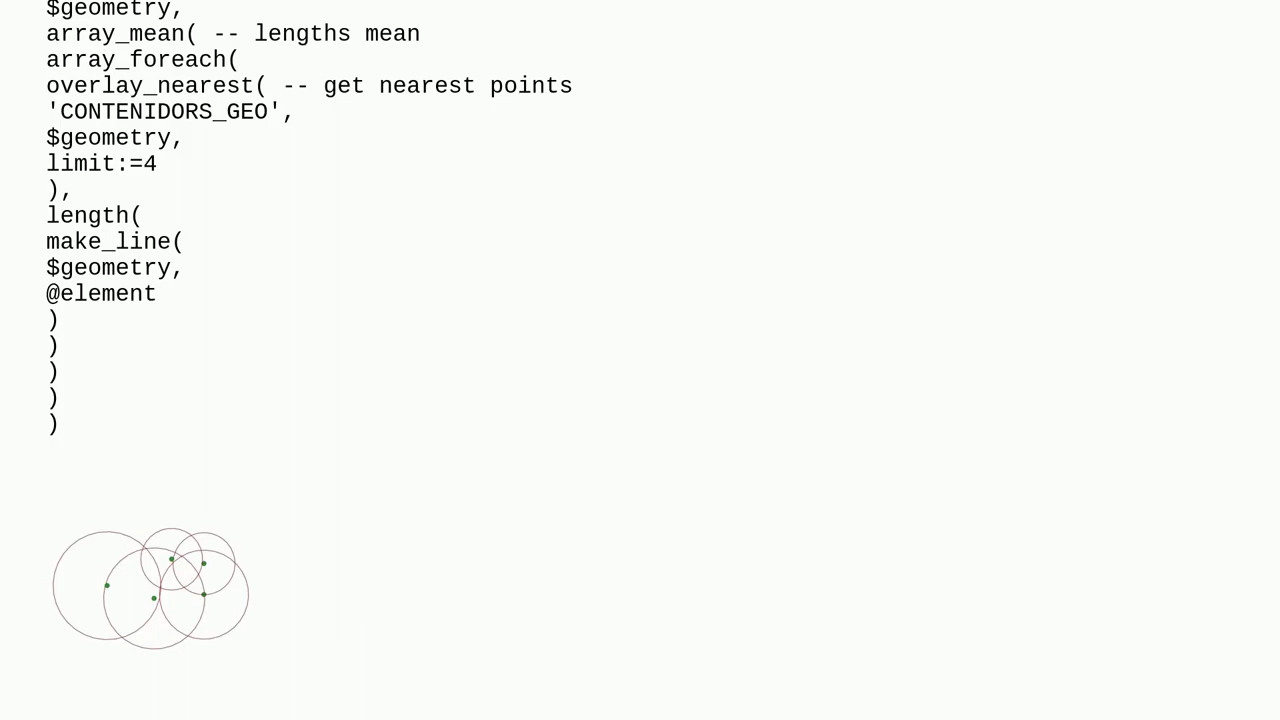 $geometry,
array_mean( -- lengths mean
array_foreach(
overlay_nearest( -- get nearest points
'CONTENIDORS_GEO',
$geometry,
limit:=4
),
length(
make_line(
$geometry,
@element
)
)
)
)
)